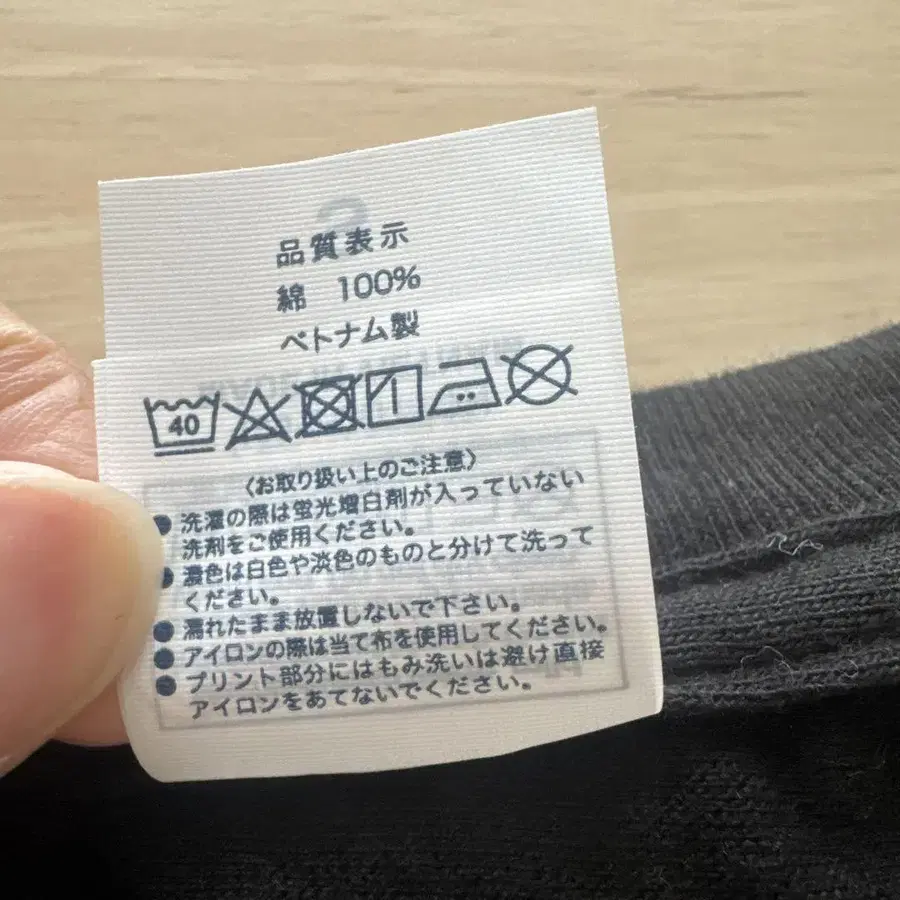 品質表示
綿 100%
ベトナム製
40
〈お取り扱い上のご注意〉
●洗濯の際は蛍光増白剤が入っていない
洗剤をご使用ください。
●濃色は白色や淡色のものと分けて洗って
ください。
●濡れたまま放置しないで下さい。
●アイロンの際は当て布を使用してください。
●プリント部分にはもみ洗いは避け直接
アイロンをあてないでください。